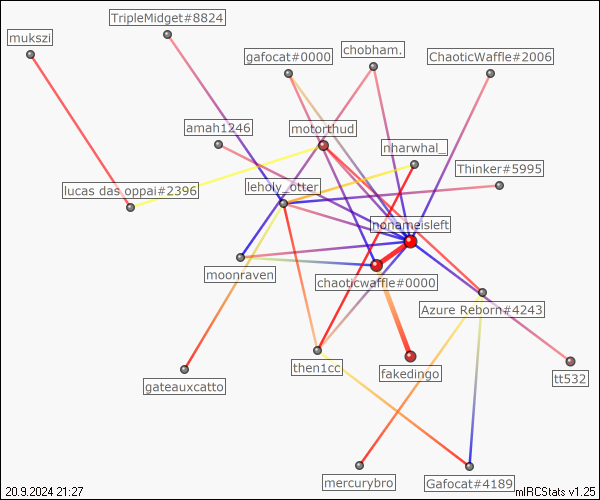 TripleMidget#8824
mukszi
gafocat#0000
chobham.
ChaoticWaffle#2006
amah1246
motorthud
nharwhal_
Thinker#5995
lucas das oppai#2396
leholy_otter
nonameisleft
moonraven
chaoticwaffle#0000
Azure Reborn#4243
then1cc
fakedingo
tt532
gateauxcatto
mercurybro
Gafocat#4189
20.9.2024 21:27
mIRCStats v1.25